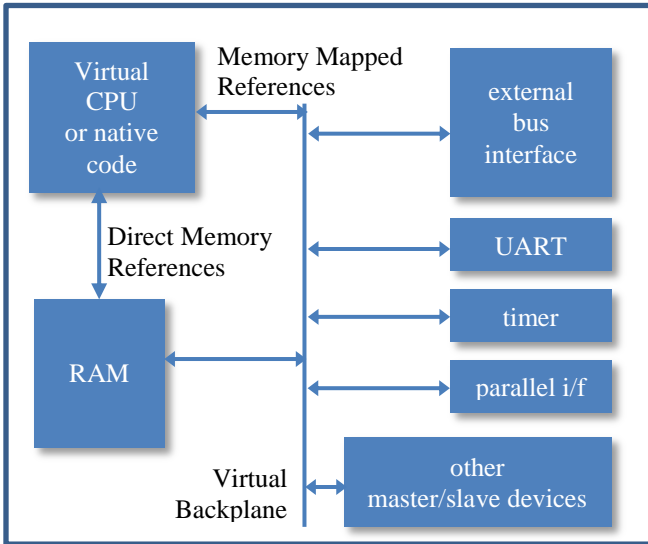 Virtual
CPU
or native
code
Memory Mapped
References
external
bus
interface
Direct Memory
References
UART
timer
RAM
parallel i/f
Virtual
Backplane
other
master/slave devices